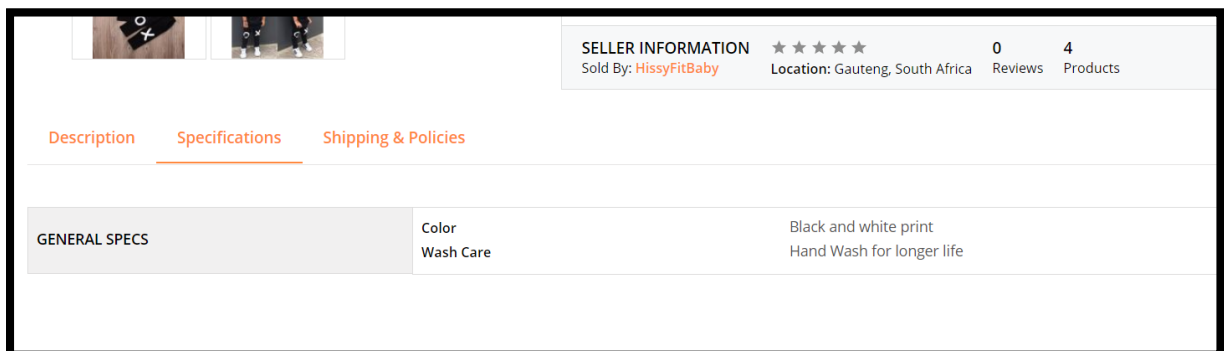 SELLER INFORMATION
Sold By: HissyFitBaby
Location: Gauteng, South Africa
0
Reviews
4
Products
Description Specifications Shipping & Policies
GENERAL SPECS
Color Black and white print
Wash Care Hand Wash for longer life